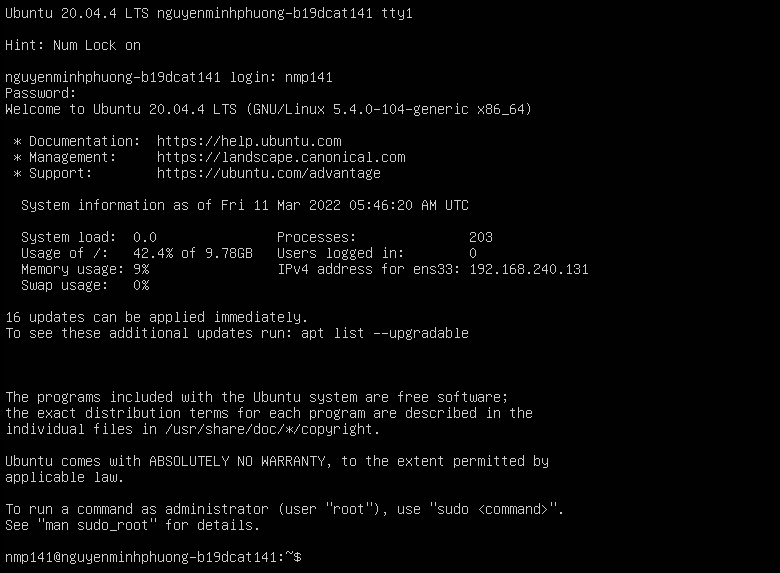 Ubuntu 20.04.4 LTS nguyenminhphuong-b19dcat141 tty1
Hint: Num Lock on
nguyenminhphuong-b19dcat141 login: nmp141
Password:
Welcome to Ubuntu 20.04.4 LTS (GNU/Linux 5.4.0-104-generic x86_64)
* Documentation:  https://help.ubuntu.com
* Management:     https://landscape.canonical.com
* Support:        https://ubuntu.com/advantage
System information as of Fri 11 Mar 2022 05:46:20 AM UTC
System load:  0.0               Processes:              203
Usage of /:   42.4% of 9.78GB   Users logged in:        0
Memory usage: 9%                IPv4 address for ens33: 192.168.240.131
Swap usage:   0%
16 updates can be applied immediately.
To see these additional updates run: apt list --upgradable
The programs included with the Ubuntu system are free software;
the exact distribution terms for each program are described in the
individual files in /usr/share/doc/*/copyright.
Ubuntu comes with ABSOLUTELY NO WARRANTY, to the extent permitted by
applicable law.
To run a command as administrator (user "root"), use "sudo <command>".
See "man sudo_root" for details.
nmp141@nguyenminhphuong-b19dcat141:~$